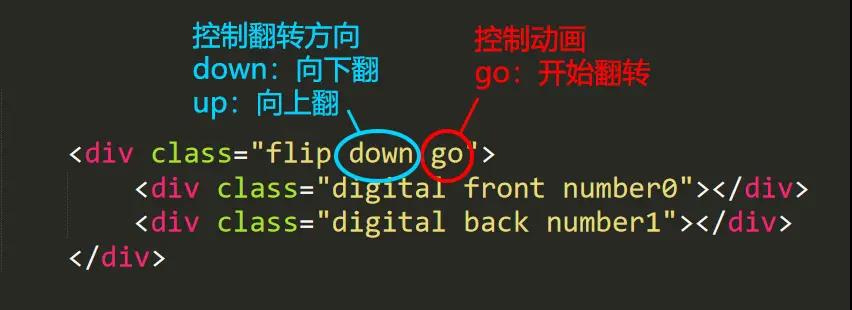 控制翻转方向
down：向下翻
up：向上翻
控制动画
go：开始翻转
<div class="flip down go">
    <div class="digital front number0"></div>
    <div class="digital back number1"></div>
</div>